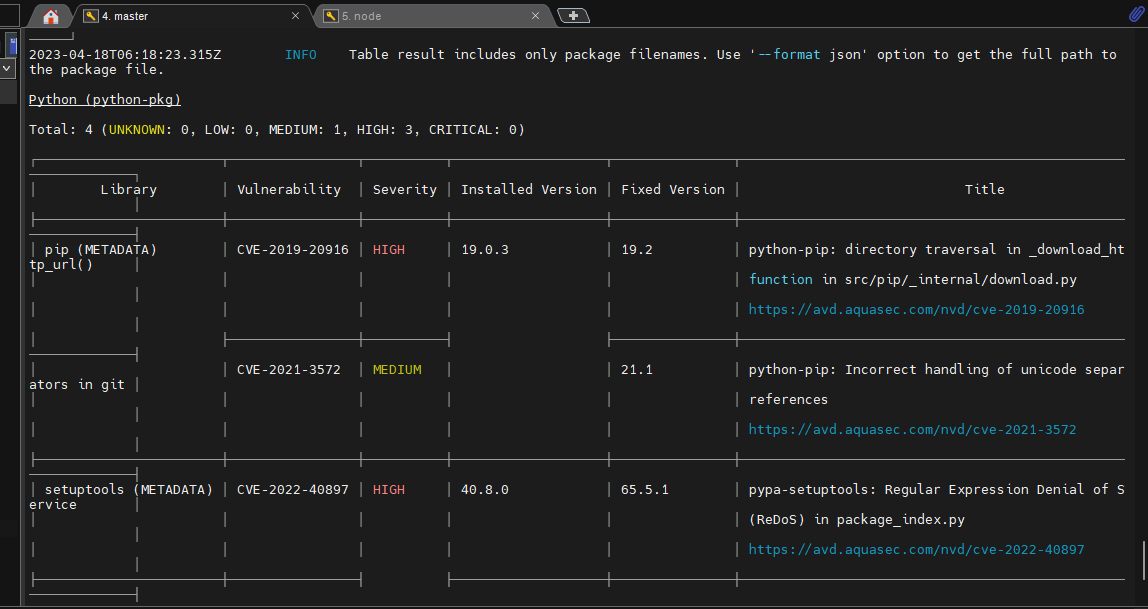 4. master
5. node
2023-04-18T06:18:23.315Z INFO Table result includes only package filenames. Use '--format json' option to get the full path to
the package file.
Python (python-pkg)
Total: 4 (UNKNOWN: 0, LOW: 0, MEDIUM: 1, HIGH: 3, CRITICAL: 0)
Library Vulnerability Severity Installed Version Fixed Version Title
pip (METADATA) CVE-2019-20916 HIGH 19.0.3 19.2 python-pip: directory traversal in _download_ht
tp_url()
function in src/pip/_internal/download.py
https://avd.aquasec.com/nvd/cve-2019-20916
CVE-2021-3572 MEDIUM 21.1 python-pip: Incorrect handling of unicode separ
ators in git
references
https://avd.aquasec.com/nvd/cve-2021-3572
setuptools (METADATA) CVE-2022-40897 HIGH 40.8.0 65.5.1 pypa-setuptools: Regular Expression Denial of S
ervice
(ReDoS) in package_index.py
https://avd.aquasec.com/nvd/cve-2022-40897